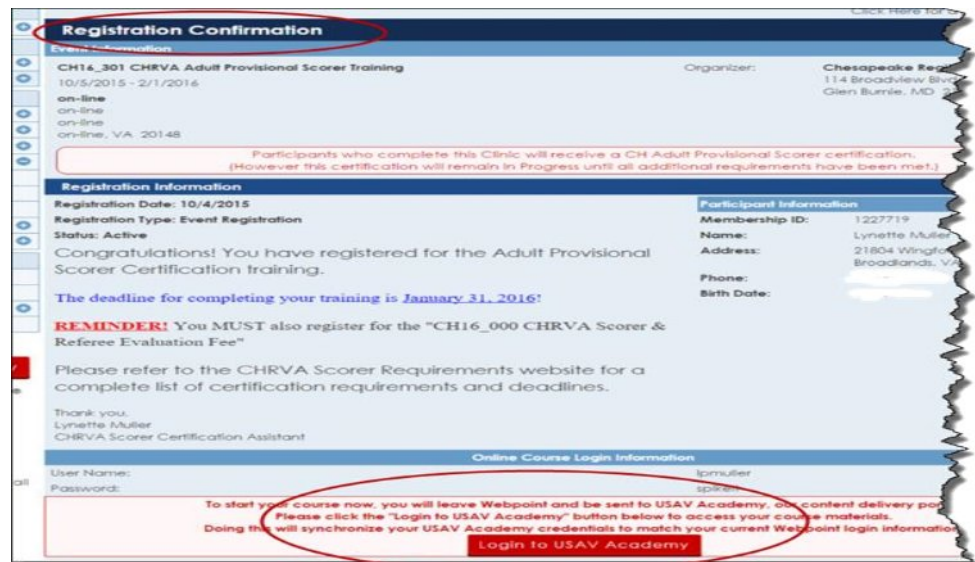 Click Here for
Registration Confirmation
Event Information
CH16_301 CHRVA Adult Provisional Scorer Training
10/5/2015 - 2/1/2016
on-line
on-line
on-line
on-line, VA 20148
Organizer: Chesapeake
114 Broadview
Glen Burnie, MD
Participants who complete this Clinic will receive a CH Adult Provisional Scorer certification.
(However this certification will remain In Progress until all additional requirements have been met.)
Registration Information
Registration Date: 10/4/2015
Registration Type: Event Registration
Status: Active
Congratulations! You have registered for the Adult Provisional
Scorer Certification training.
The deadline for completing your training is January 31, 2016!
REMINDER! You MUST also register for the "CH16_000 CHRVA Scorer &
Referee Evaluation Fee"
Please refer to the CHRVA Scorer Requirements website for a
complete list of certification requirements and deadlines.
Thank you,
Lynette Muller
CHRVA Scorer Certification Assistant
Participant Information
Membership ID: 1227719
Name: Lynette Muller
Address: 21804
Broadlands, VA
Phone:
Birth Date:
Online Course Login Information
User Name: lpmuller
Password:
To start your course now, you will leave Webpoint and be sent to USAV Academy, our content delivery
Please click the "Login to USAV Academy" button below to access your course materials.
Doing this will synchronize your USAV Academy credentials to match your current Webpoint login information
Login to USAV Academy
all